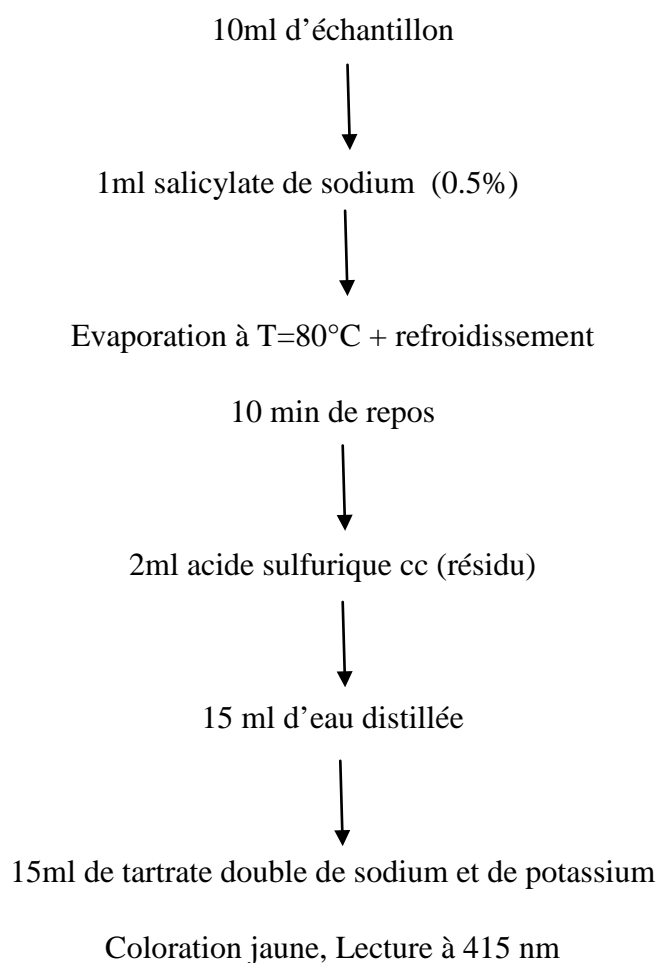 10ml d’échantillon
1ml salicylate de sodium (0.5%)
Evaporation à T=80°C + refroidissement
10 min de repos
2ml acide sulfurique cc (résidu)
15 ml d’eau distillée
15ml de tartrate double de sodium et de potassium
Coloration jaune, Lecture à 415 nm